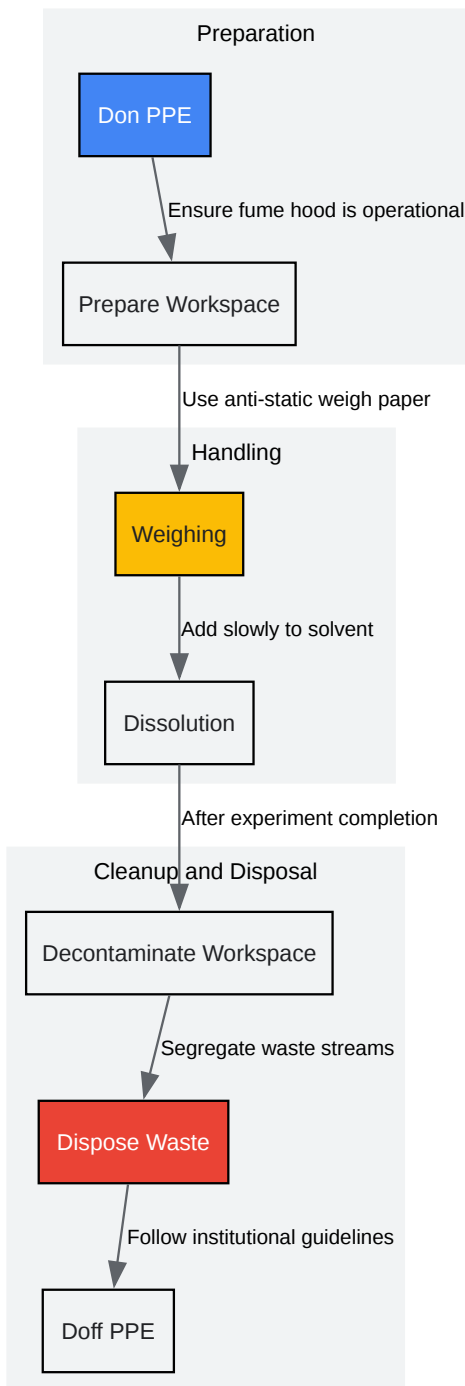 Preparation
Don PPE
Ensure fume hood is operational
Prepare Workspace
Use anti-static weigh paper
Handling
Weighing
Add slowly to solvent
Dissolution
After experiment completion
Cleanup and Disposal
Decontaminate Workspace
Segregate waste streams
Dispose Waste
Follow institutional guidelines
Doff PPE